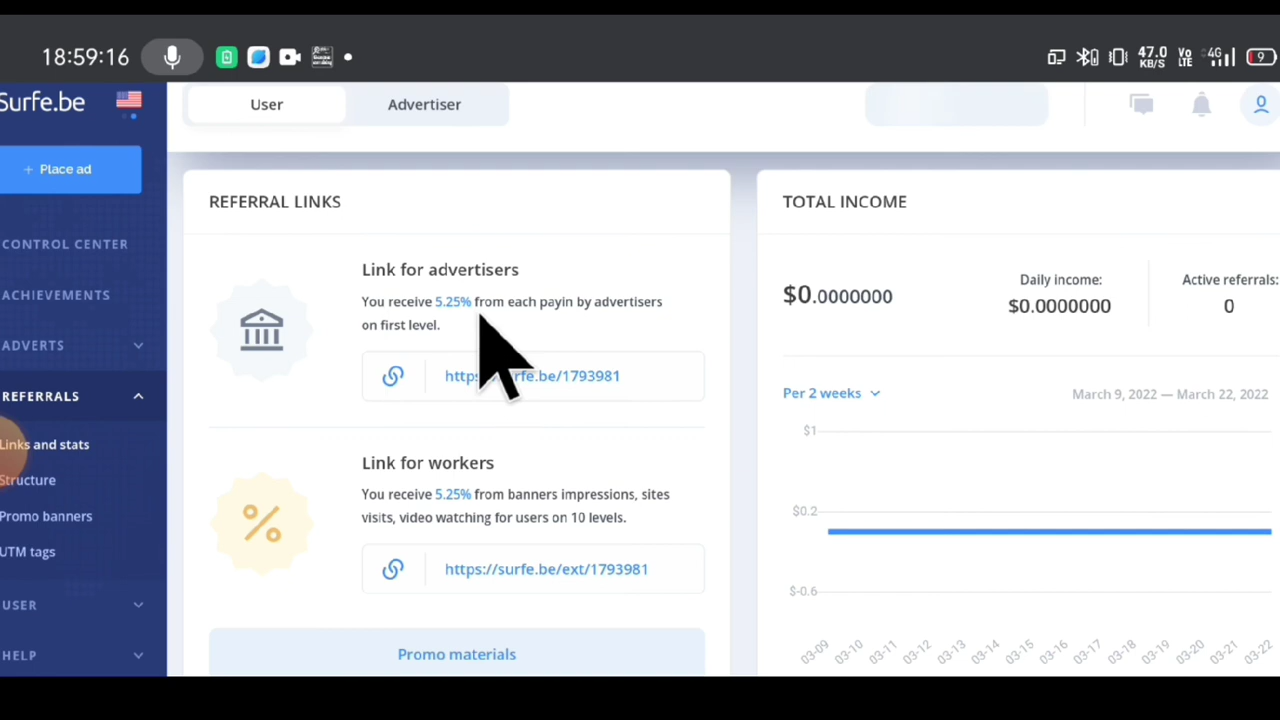 18:59:16
47.0
KB/S
Vo
LTE
4G
9
Surfe.be
User
Advertiser
+ Place ad
CONTROL CENTER
ACHIEVEMENTS
ADVERTS
REFERRALS
Links and stats
Structure
Promo banners
UTM tags
USER
HELP
REFERRAL LINKS
Link for advertisers
You receive 5.25% from each payin by advertisers
on first level.
https://surfe.be/1793981
Link for workers
You receive 5.25% from banners impressions, sites
visits, video watching for users on 10 levels.
https://surfe.be/ext/1793981
Promo materials
TOTAL INCOME
$0.0000000
Daily income:
$0.0000000
Active referrals:
0
Per 2 weeks
March 9, 2022 — March 22, 2022
$1
$0.2
$-0.6
03-09
03-10
03-11
03-12
03-13
03-14
03-15
03-16
03-17
03-18
03-19
03-20
03-21
03-22